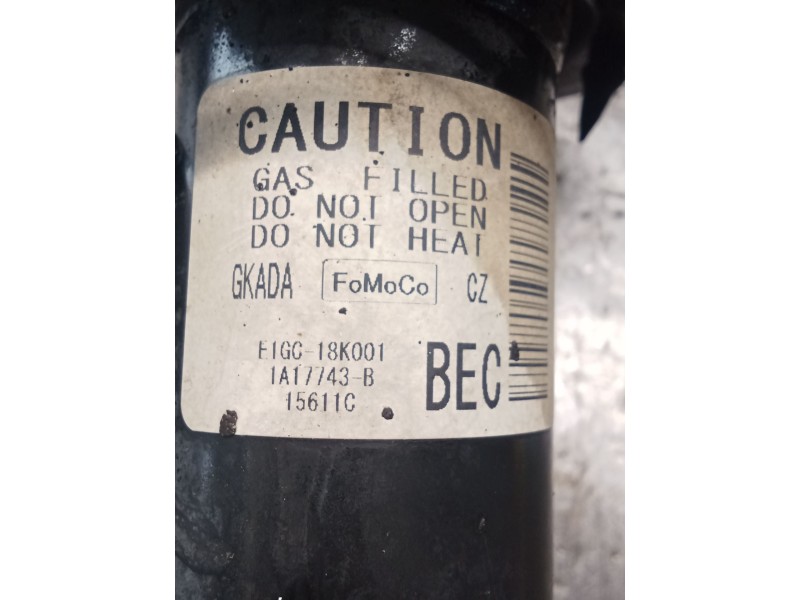 CAUTION
GAS FILLED
DO NOT OPEN
DO NOT HEAT
GKADA FoMoCo CZ
E1GC-18K001
1A17743-B
15611C
BEC